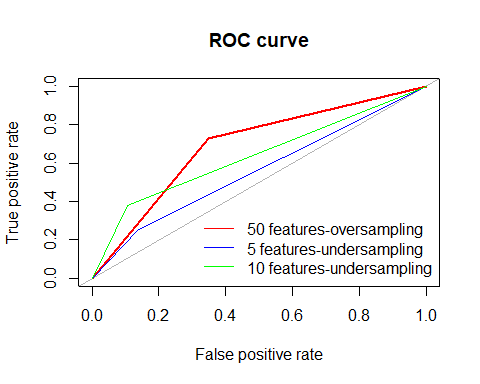 ROC curve
True positive rate
1.0
0.8
0.6
0.4
0.2
0.0
50 features-oversampling
5 features-undersampling
10 features-undersampling
0.0 0.2 0.4 0.6 0.8 1.0
False positive rate